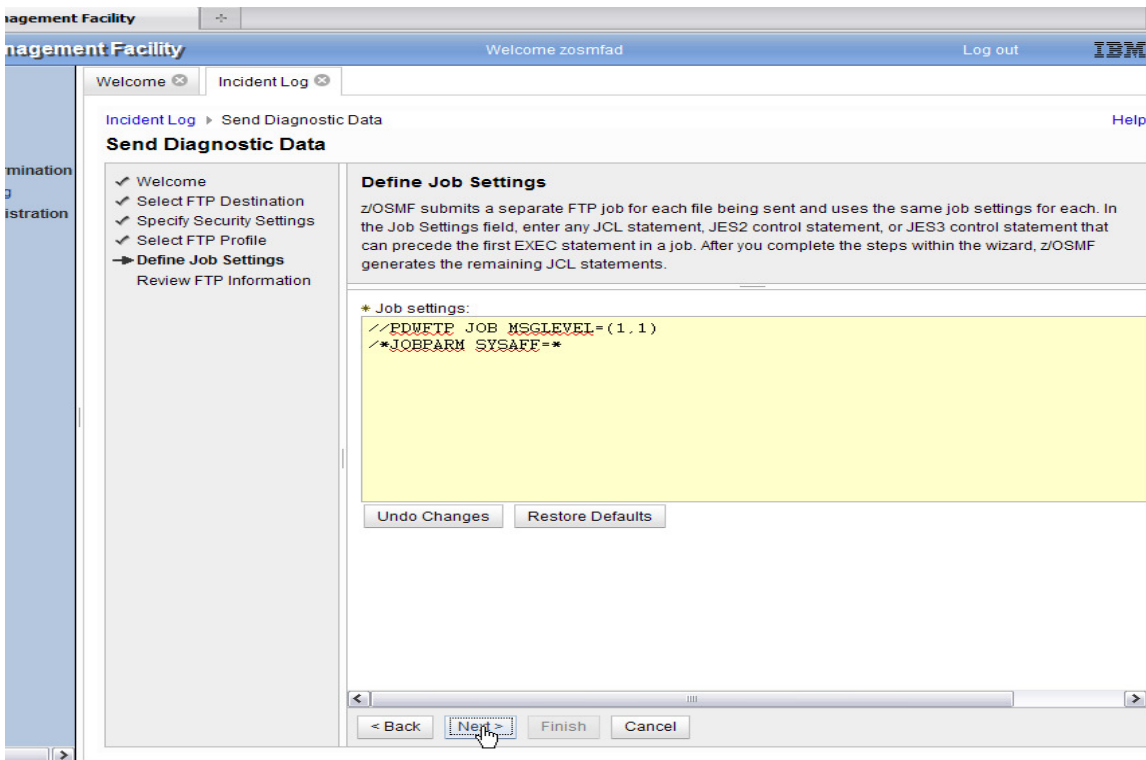 nagement Facility
nagement Facility
Welcome zosmfad
Log out
IBM
Welcome
Incident Log
Incident Log
Send Diagnostic Data
Help
Send Diagnostic Data
rmination
g
istration
Welcome
Select FTP Destination
Specify Security Settings
Select FTP Profile
Define Job Settings
Review FTP Information
Define Job Settings
z/OSMF submits a separate FTP job for each file being sent and uses the same job settings for each. In
the Job Settings field, enter any JCL statement, JES2 control statement, or JES3 control statement that
can precede the first EXEC statement in a job. After you complete the steps within the wizard, z/OSMF
generates the remaining JCL statements.
* Job settings:
//PDWFTP JOB MSGLEVEL=(1,1)
/*JOBPARM SYSAFF=*
Undo Changes
Restore Defaults
< Back
Next >
Finish
Cancel